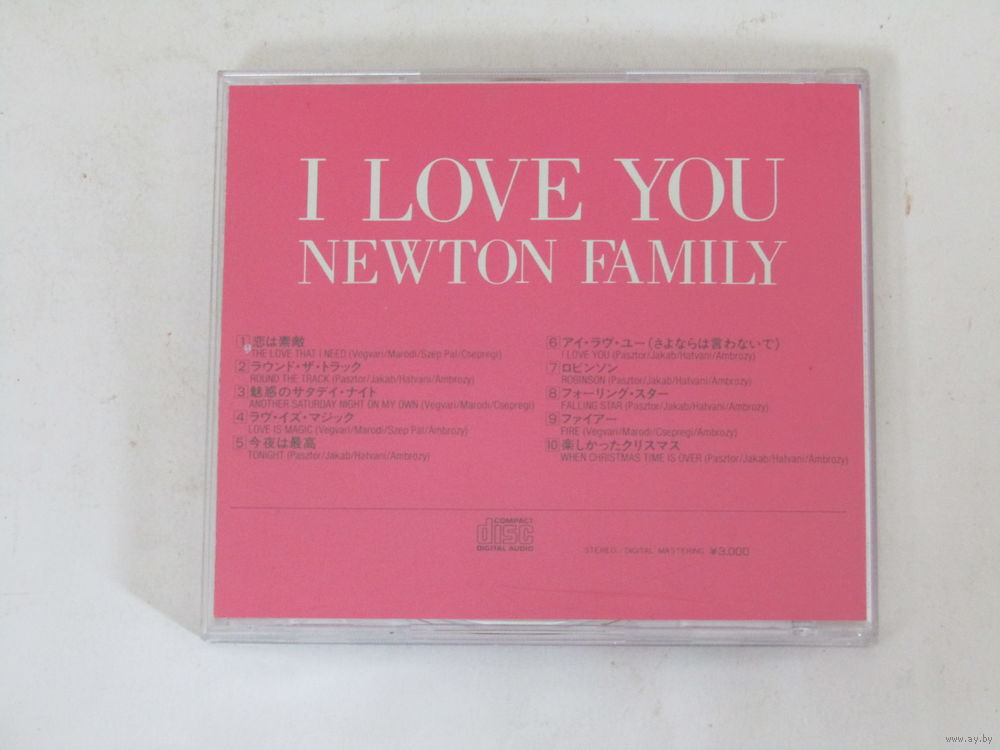 I LOVE YOU
NEWTON FAMILY
1 恋は素敵
THE LOVE THAT I NEED (Vegvari/Marodi/Szep Pal/Csepregi)
2 ラウンド・ザ・トラック
ROUND THE TRACK (Pasztor/Jakab/Hatvani/Ambrozy)
3 魅惑のサタデイ・ナイト
ANOTHER SATURDAY NIGHT ON MY OWN (Vegvari/Marodi/Csepregi)
4 ラヴ・イズ・マジック
LOVE IS MAGIC (Vegvari/Marodi/Szep Pal/Ambrozy)
5 今夜は最高
TONIGHT (Pasztor/Jakab/Hatvani/Ambrozy)
6 アイ・ラヴ・ユー(さよならは言わないで)
I LOVE YOU (Pasztor/Jakab/Hatvani/Ambrozy)
7 ロビンソン
ROBINSON (Pasztor/Jakab/Hatvani/Ambrozy)
8 フォーリング・スター
FALLING STAR (Pasztor/Jakab/Hatvani/Ambrozy)
9 ファイアー
FIRE (Vegvari/Marodi/Csepregi/Ambrozy)
10 楽しかったクリスマス
WHEN CHRISTMAS TIME IS OVER (Pasztor/Jakab/Hatvani/Ambrozy)
COMPACT
disc
DIGITAL AUDIO
STEREO/DIGITAL MASTERING ¥3,000
www.ay.by